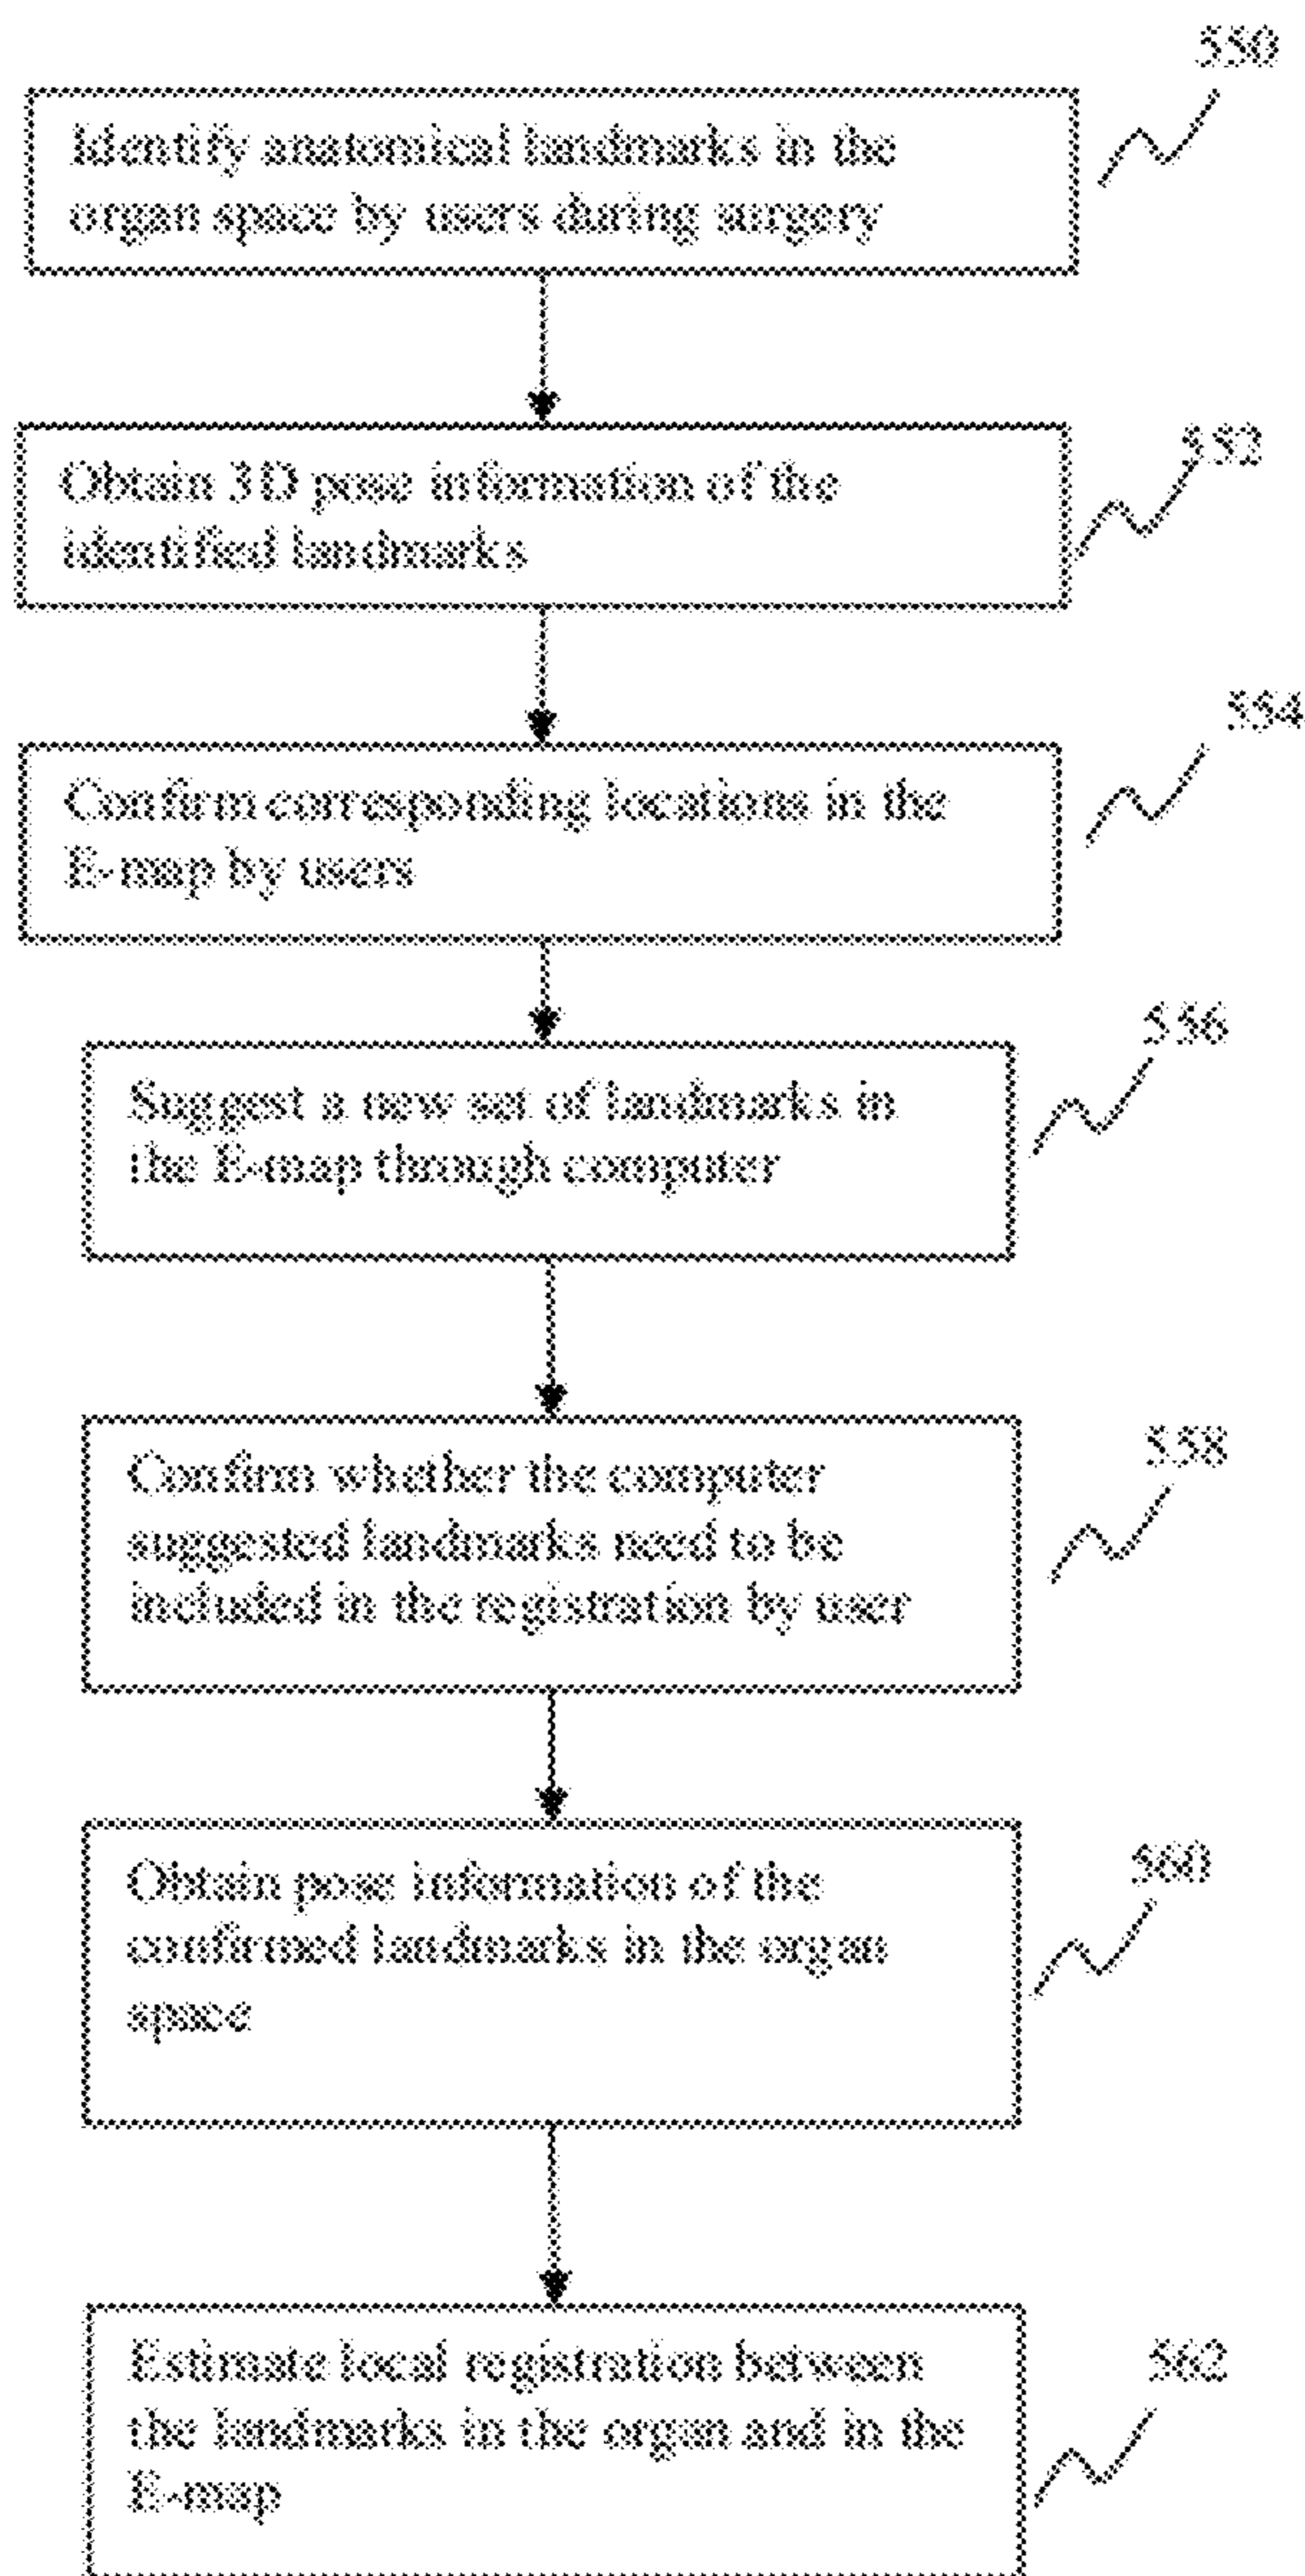 550
Identify anatomical landmarks in the
organ space by users during surgery
552
Obtain 3D pose information of the
identified landmarks
554
Confirm corresponding locations in the
E-map by users
556
Suggest a new set of landmarks in
the E-map through computer
558
Confirm whether the computer
suggested landmarks need to be
included in the registration by user
560
Obtain pose information of the
confirmed landmarks in the organ
space
562
Estimate local registration between
the landmarks in the organ and in the
E-map